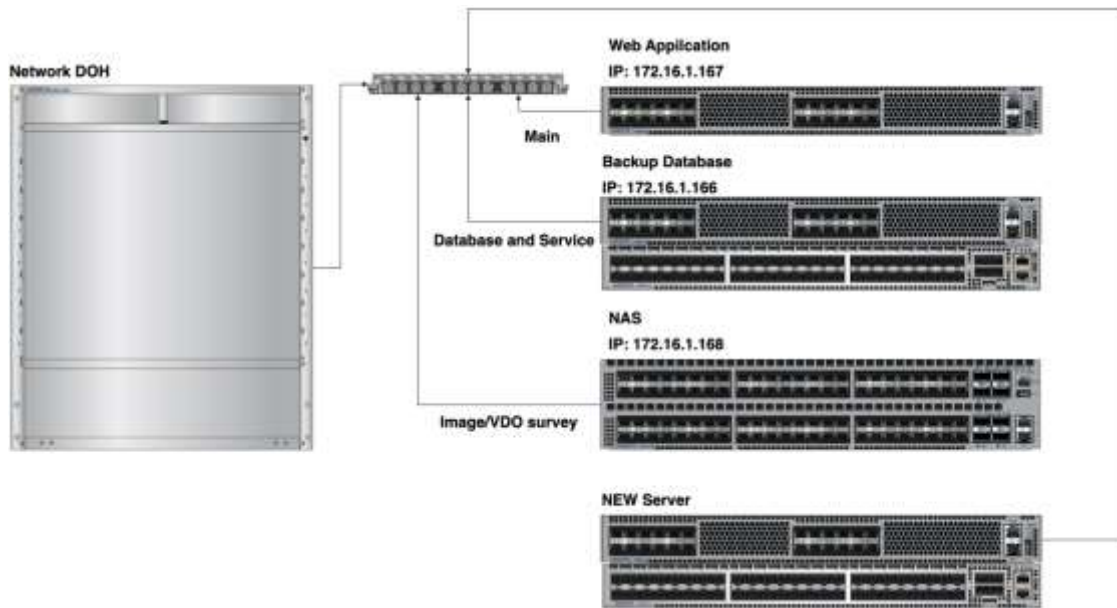 Network DOH
Web Appilcation
IP: 172.16.1.167
Main
Backup Database
IP: 172.16.1.166
Database and Service
NAS
IP: 172.16.1.168
Image/VDO survey
NEW Server